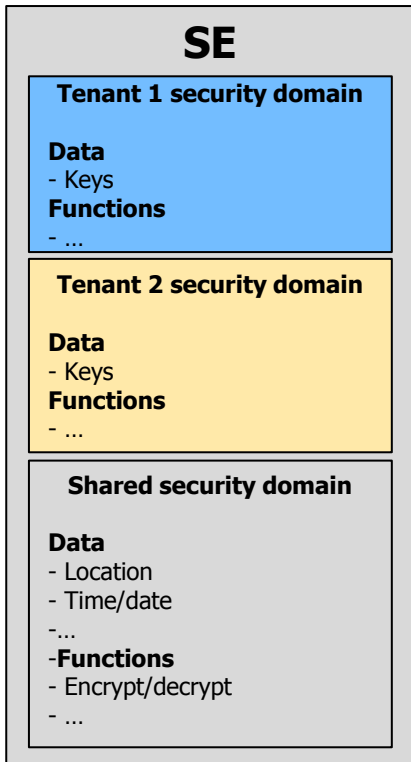 SE
Tenant 1 security domain
Data
- Keys
Functions
- ...
Tenant 2 security domain
Data
- Keys
Functions
- ...
Shared security domain
Data
- Location
- Time/date
-...
-Functions
- Encrypt/decrypt
- ...